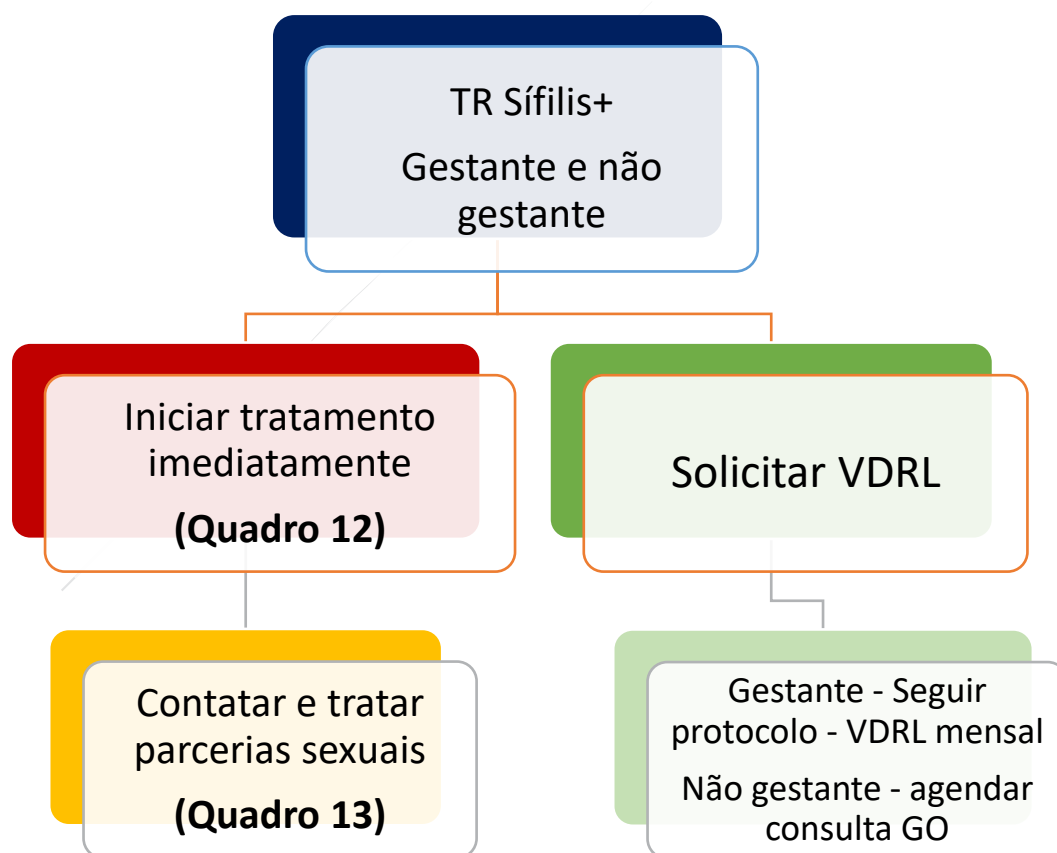 TR Sífilis+
Gestante e não
gestante
Iniciar tratamento
imediatamente
(Quadro 12)
Solicitar VDRL
Contatar e tratar
parcerias sexuais
(Quadro 13)
Gestante - Seguir
protocolo - VDRL mensal
Não gestante - agendar
consulta GO